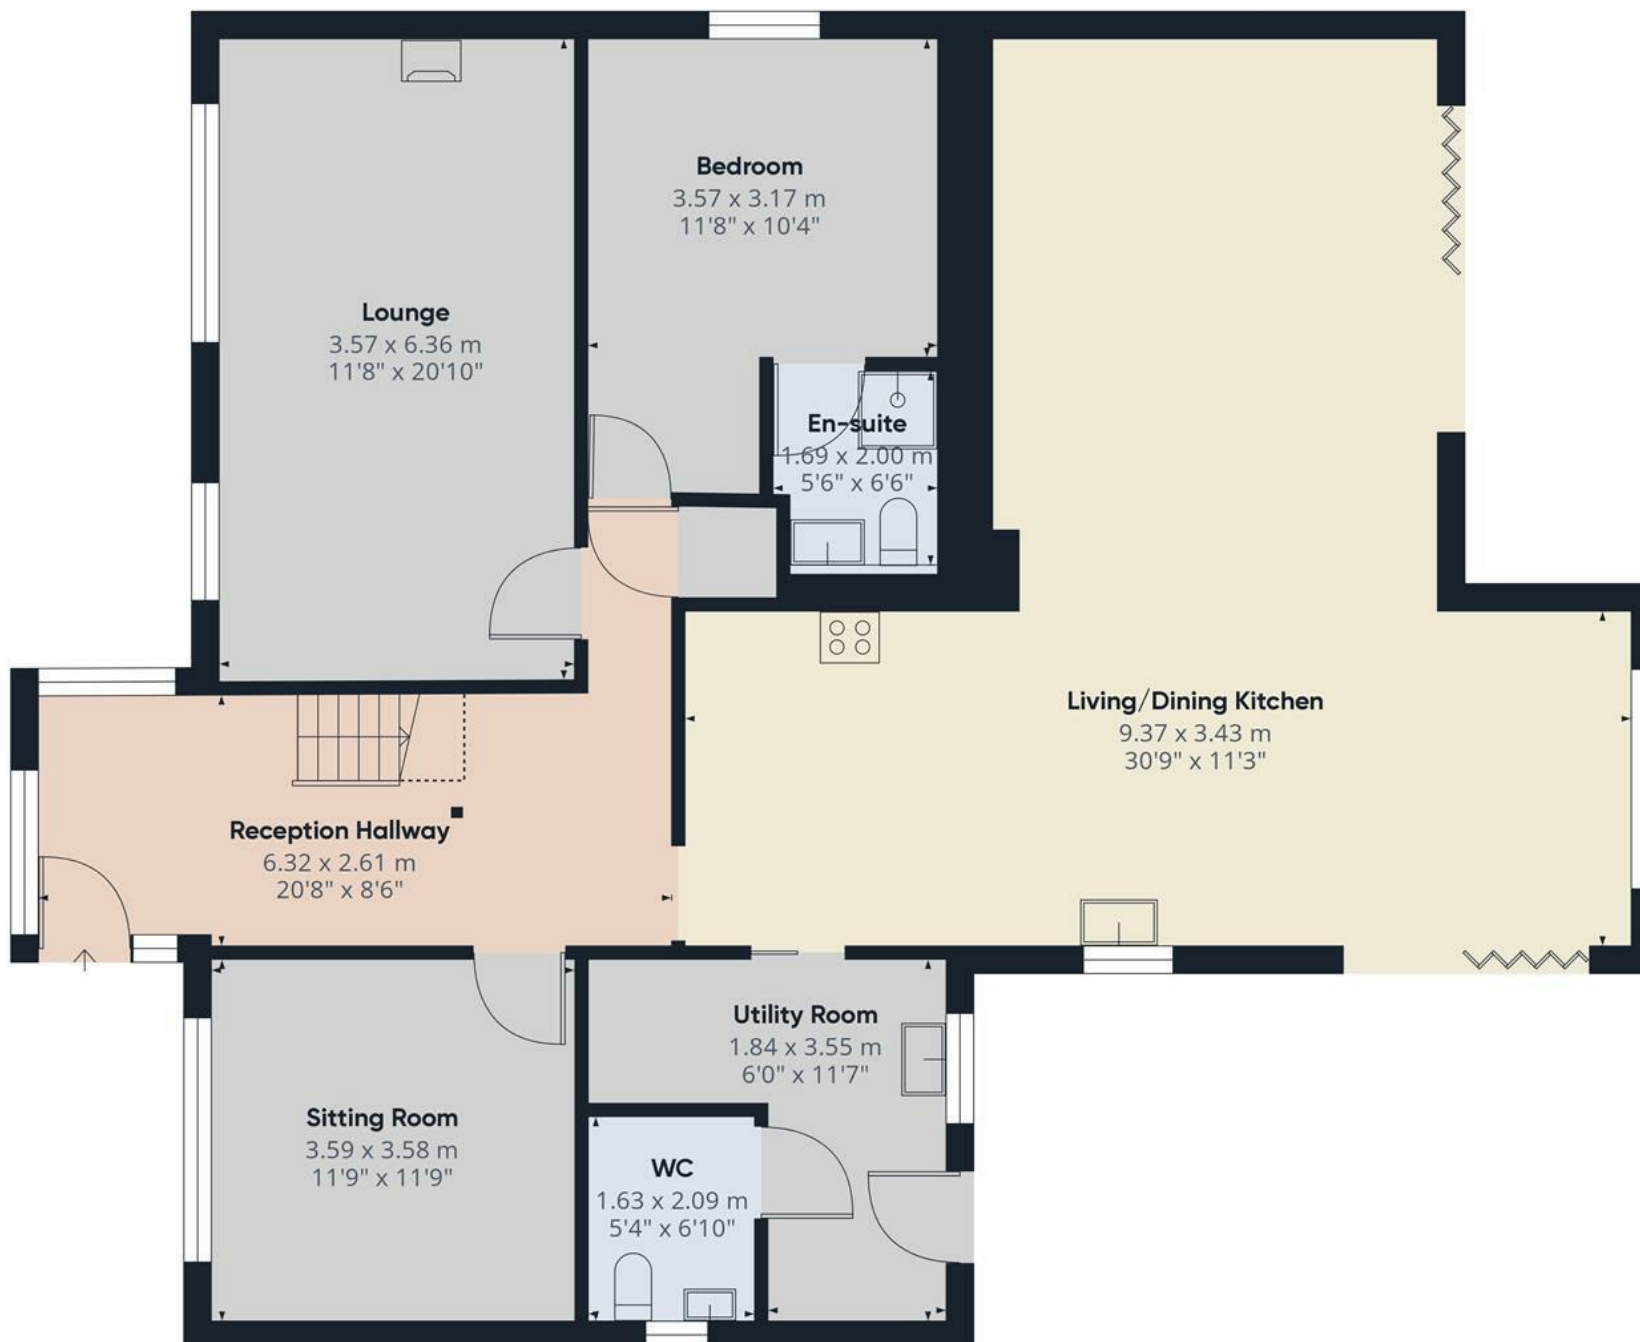 Bedroom
3.57 x 3.17 m
11'8" x 10'4"
Lounge
3.57 x 6.36 m
11'8" x 20'10"
En-suite
1.69 x 2.00 m
5'6" x 6'6"
Living/Dining Kitchen
9.37 x 3.43 m
30'9" x 11'3"
Reception Hallway
6.32 x 2.61 m
20'8" x 8'6"
Utility Room
1.84 x 3.55 m
6'0" x 11'7"
Sitting Room
3.59 x 3.58 m
11'9" x 11'9"
WC
1.63 x 2.09 m
5'4" x 6'10"